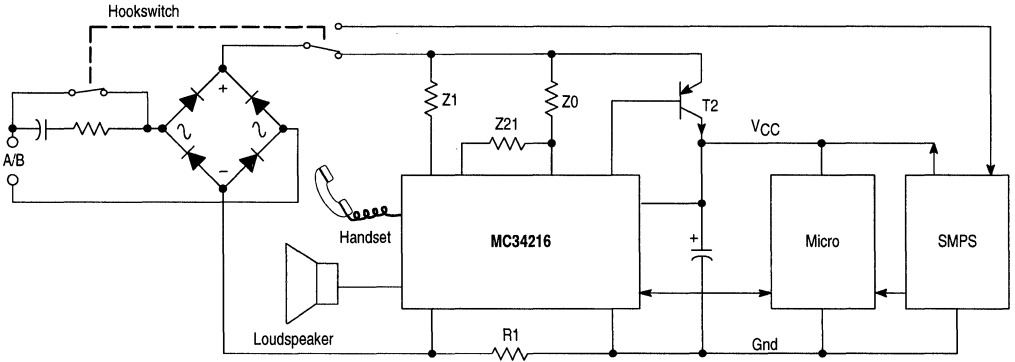 Hookswitch
A/B
+
−
Z1
Z0
Z21
T2
VCC
Handset
Loudspeaker
MC34216
+
Micro
SMPS
R1
Gnd